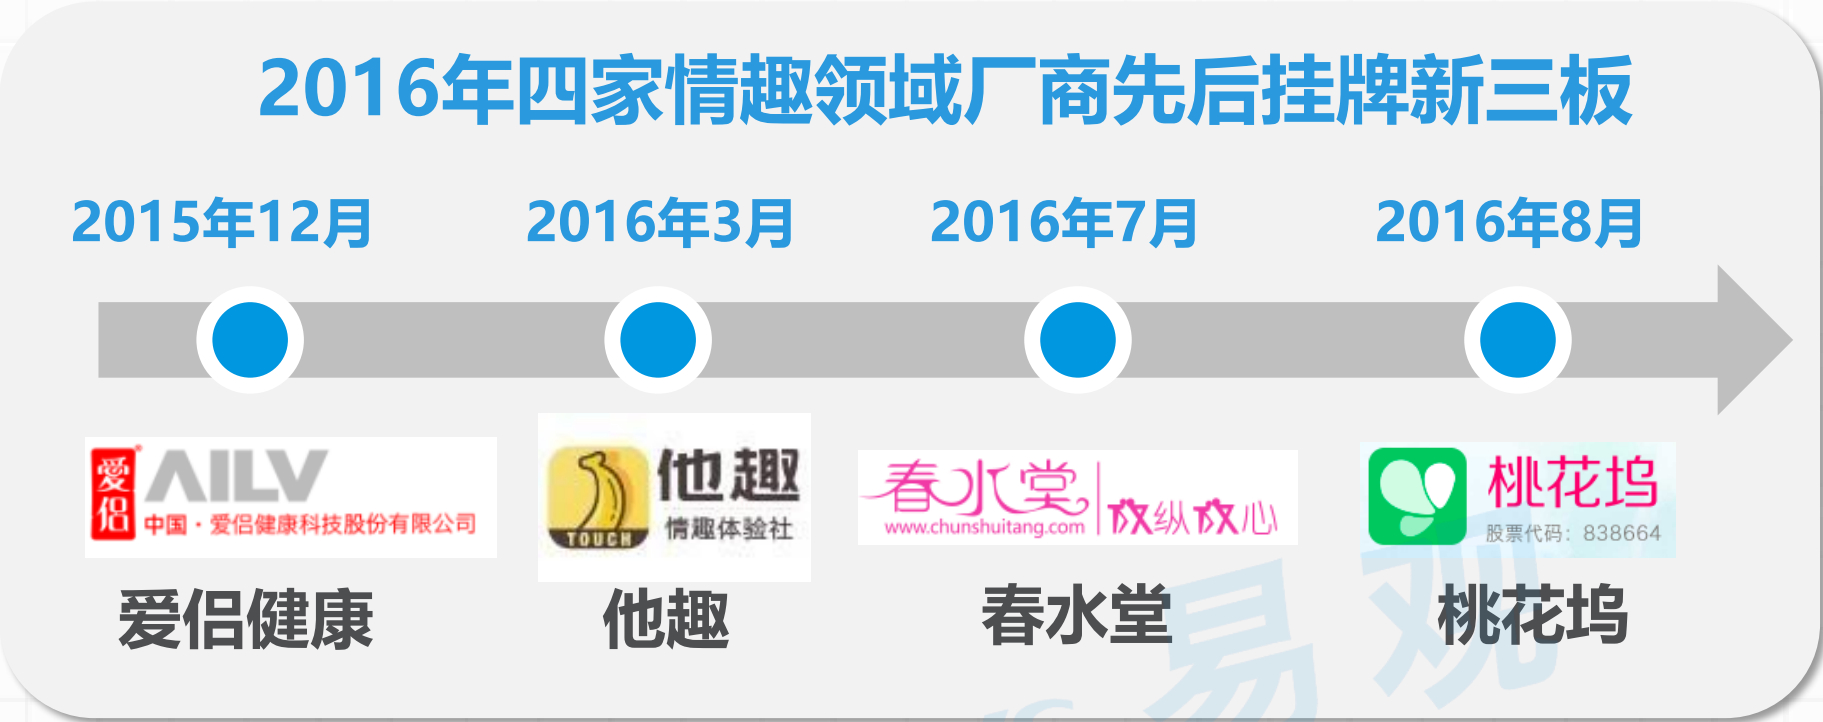 2016年四家情趣领域厂商先后挂牌新三板
2015年12月 2016年3月 2016年7月 2016年8月
爱侣 AILV
中国·爱侣健康科技股份有限公司
TOUCH
他趣
情趣体验社
春水堂
www.chunshuitang.com
放纵放心
桃花坞
股票代码：838664
爱侣健康 他趣 春水堂 桃花坞
易观